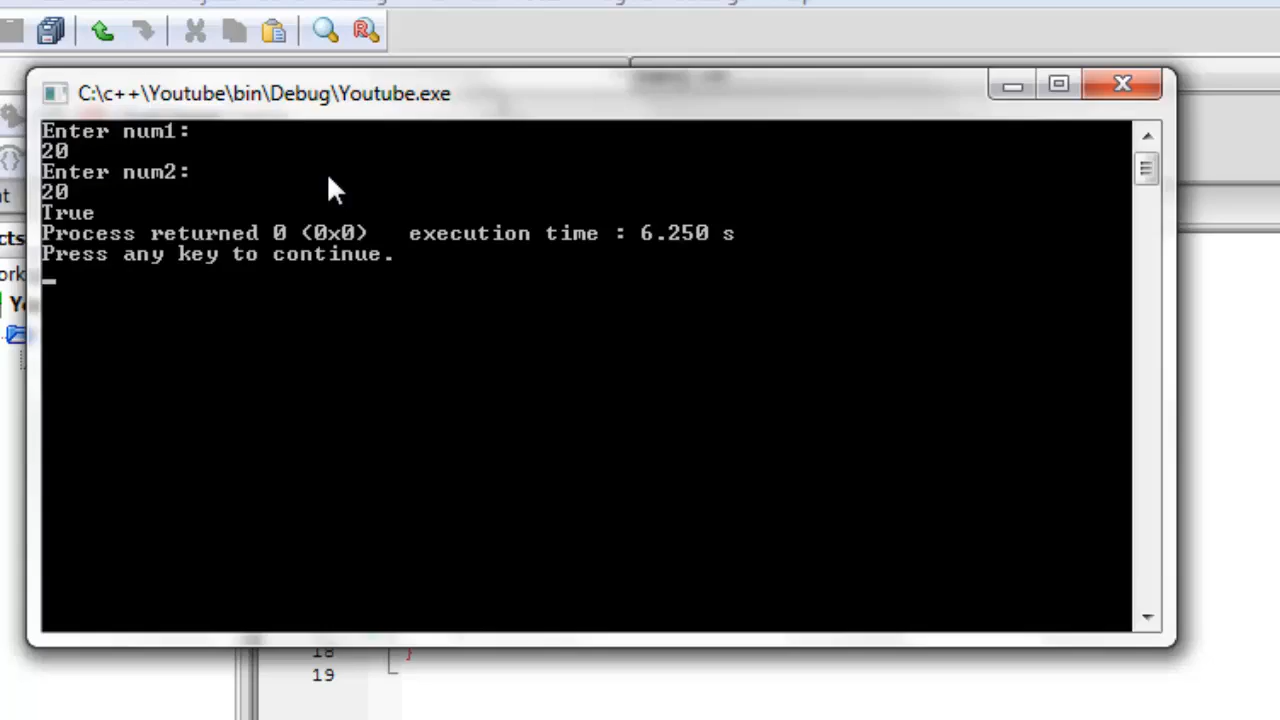 C:\c++\Youtube\bin\Debug\Youtube.exe
Enter num1:
20
Enter num2:
20
True
Process returned 0 (0x0)   execution time : 6.250 s
Press any key to continue.
18
}
19